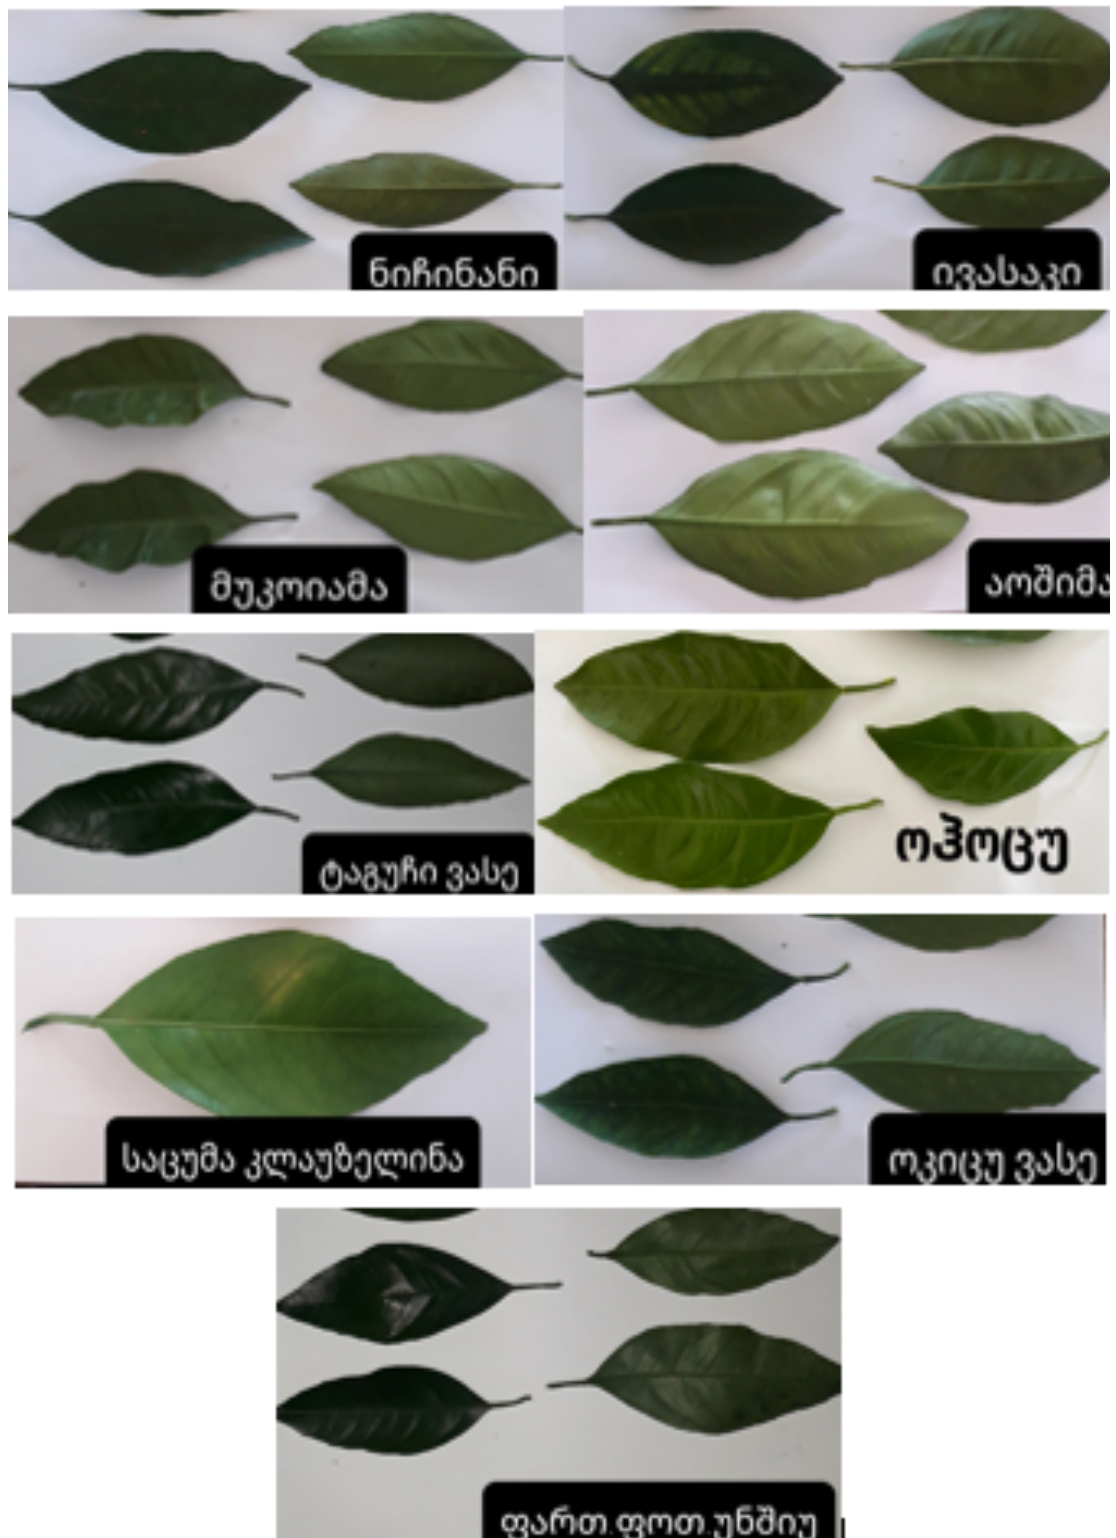 ნიჩინანი
ივასაკი
მუკოიამა
აოშიმა
ტაგუჩი ვასე
ოჰოცუ
საცუმა კლაუზელინა
ოკიცუ ვასე
ფართ.ფოთ.უნშიუ